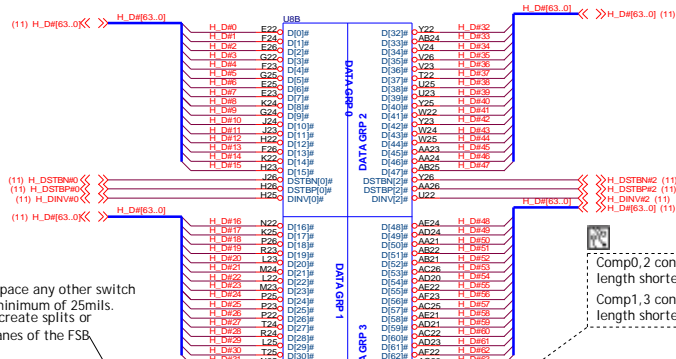 U8B
(11) H_D#[63..0] H_D#[63..0] H_D#[63..0] H_D#[63..0] (11)
H_D#0 E22 D[0]# D[32]# Y22 H_D#32
H_D#1 F24 D[1]# D[33]# AB24 H_D#33
H_D#2 E26 D[2]# D[34]# V24 H_D#34
H_D#3 G22 D[3]# D[35]# V26 H_D#35
H_D#4 F23 D[4]# D[36]# V23 H_D#36
H_D#5 G25 D[5]# D[37]# T22 H_D#37
H_D#6 E25 D[6]# D[38]# U25 H_D#38
H_D#7 E23 D[7]# D[39]# U23 H_D#39
H_D#8 K24 D[8]# D[40]# Y25 H_D#40
H_D#9 G24 D[9]# D[41]# W22 H_D#41
H_D#10 J24 D[10]# D[42]# Y23 H_D#42
H_D#11 J23 D[11]# D[43]# W24 H_D#43
H_D#12 H22 D[12]# D[44]# W25 H_D#44
H_D#13 F26 D[13]# D[45]# AA23 H_D#45
H_D#14 K22 D[14]# D[46]# AA24 H_D#46
H_D#15 H23 D[15]# D[47]# AB25 H_D#47
(11) H_DSTBN#0 J26 DSTBN[0]# DSTBN[2]# Y26 H_DSTBN#2 (11)
(11) H_DSTBP#0 H26 DSTBP[0]# DSTBP[2]# AA26 H_DSTBP#2 (11)
(11) H_DINV#0 H25 DINV[0]# DINV[2]# U22 H_DINV#2 (11)
DATA GRP 0
DATA GRP 2
(11) H_D#[63..0] H_D#[63..0] H_D#[63..0] H_D#[63..0] (11)
H_D#16 N22 D[16]# D[48]# AE24 H_D#48
H_D#17 K25 D[17]# D[49]# AD24 H_D#49
H_D#18 P26 D[18]# D[50]# AA21 H_D#50
H_D#19 R23 D[19]# D[51]# AB22 H_D#51
H_D#20 L23 D[20]# D[52]# AB21 H_D#52
H_D#21 M24 D[21]# D[53]# AC26 H_D#53
H_D#22 L22 D[22]# D[54]# AD20 H_D#54
H_D#23 M23 D[23]# D[55]# AE22 H_D#55
H_D#24 P25 D[24]# D[56]# AF23 H_D#56
H_D#25 P23 D[25]# D[57]# AC25 H_D#57
H_D#26 P22 D[26]# D[58]# AE21 H_D#58
H_D#27 T24 D[27]# D[59]# AD21 H_D#59
H_D#28 R24 D[28]# D[60]# AC22 H_D#60
H_D#29 L25 D[29]# D[61]# AD23 H_D#61
H_D#30 T25 D[30]# D[62]# AF22 H_D#62
DATA GRP 1
GRP 3
pace any other switch
inimum of 25mils.
create splits or
anes of the FSB
Comp0,2 con
length shorte
Comp1,3 con
length shorte